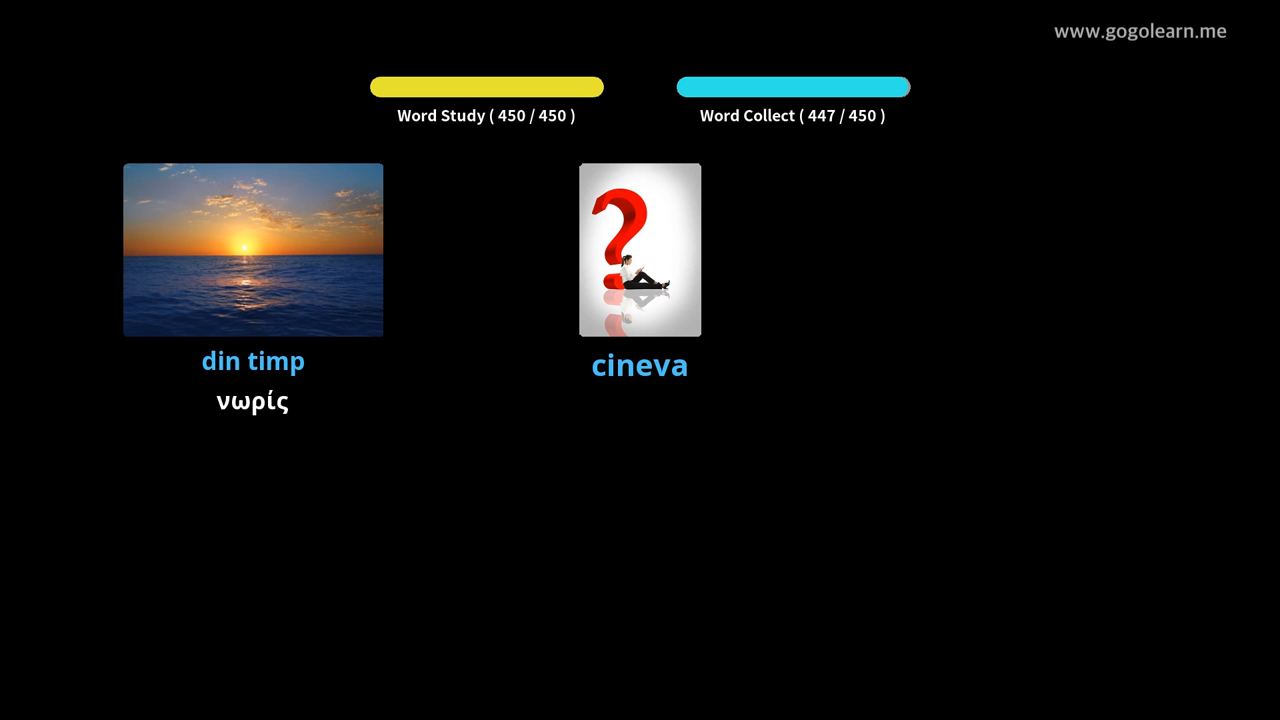 www.gogolearn.me
Word Study ( 450 / 450 )
Word Collect ( 447 / 450 )
din timp
νωρίς
cineva